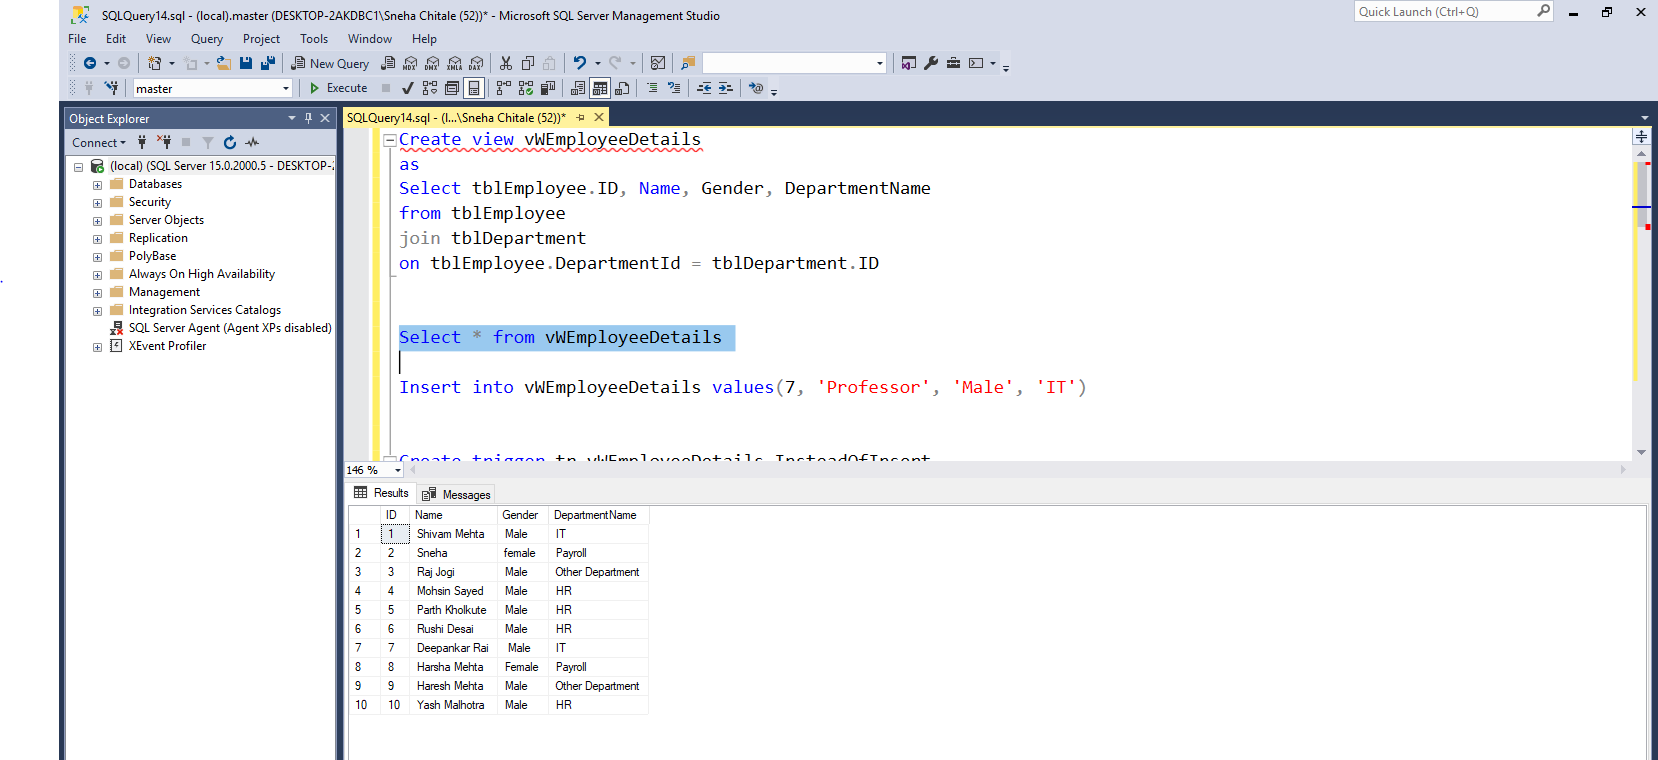 SQLQuery14.sql - (local).master (DESKTOP-2AKDBC1\Sneha Chitale (52))* - Microsoft SQL Server Management Studio
Quick Launch (Ctrl+Q)
File Edit View Query Project Tools Window Help
New Query MDX DMX XMLA DAX
master Execute
Object Explorer
Connect
(local) (SQL Server 15.0.2000.5 - DESKTOP-
Databases
Security
Server Objects
Replication
PolyBase
Always On High Availability
Management
Integration Services Catalogs
SQL Server Agent (Agent XPs disabled)
XEvent Profiler
SQLQuery14.sql - (l...\Sneha Chitale (52))*
Create view vWEmployeeDetails
as
Select tblEmployee.ID, Name, Gender, DepartmentName
from tblEmployee
join tblDepartment
on tblEmployee.DepartmentId = tblDepartment.ID
Select * from vWEmployeeDetails
Insert into vWEmployeeDetails values(7, 'Professor', 'Male', 'IT')
Create trigger tr_vWEmployeeDetails_InsteadOfInsert
146 %
Results Messages
ID Name Gender DepartmentName
1 1 Shivam Mehta Male IT
2 2 Sneha female Payroll
3 3 Raj Jogi Male Other Department
4 4 Mohsin Sayed Male HR
5 5 Parth Kholkute Male HR
6 6 Rushi Desai Male HR
7 7 Deepankar Rai Male IT
8 8 Harsha Mehta Female Payroll
9 9 Haresh Mehta Male Other Department
10 10 Yash Malhotra Male HR